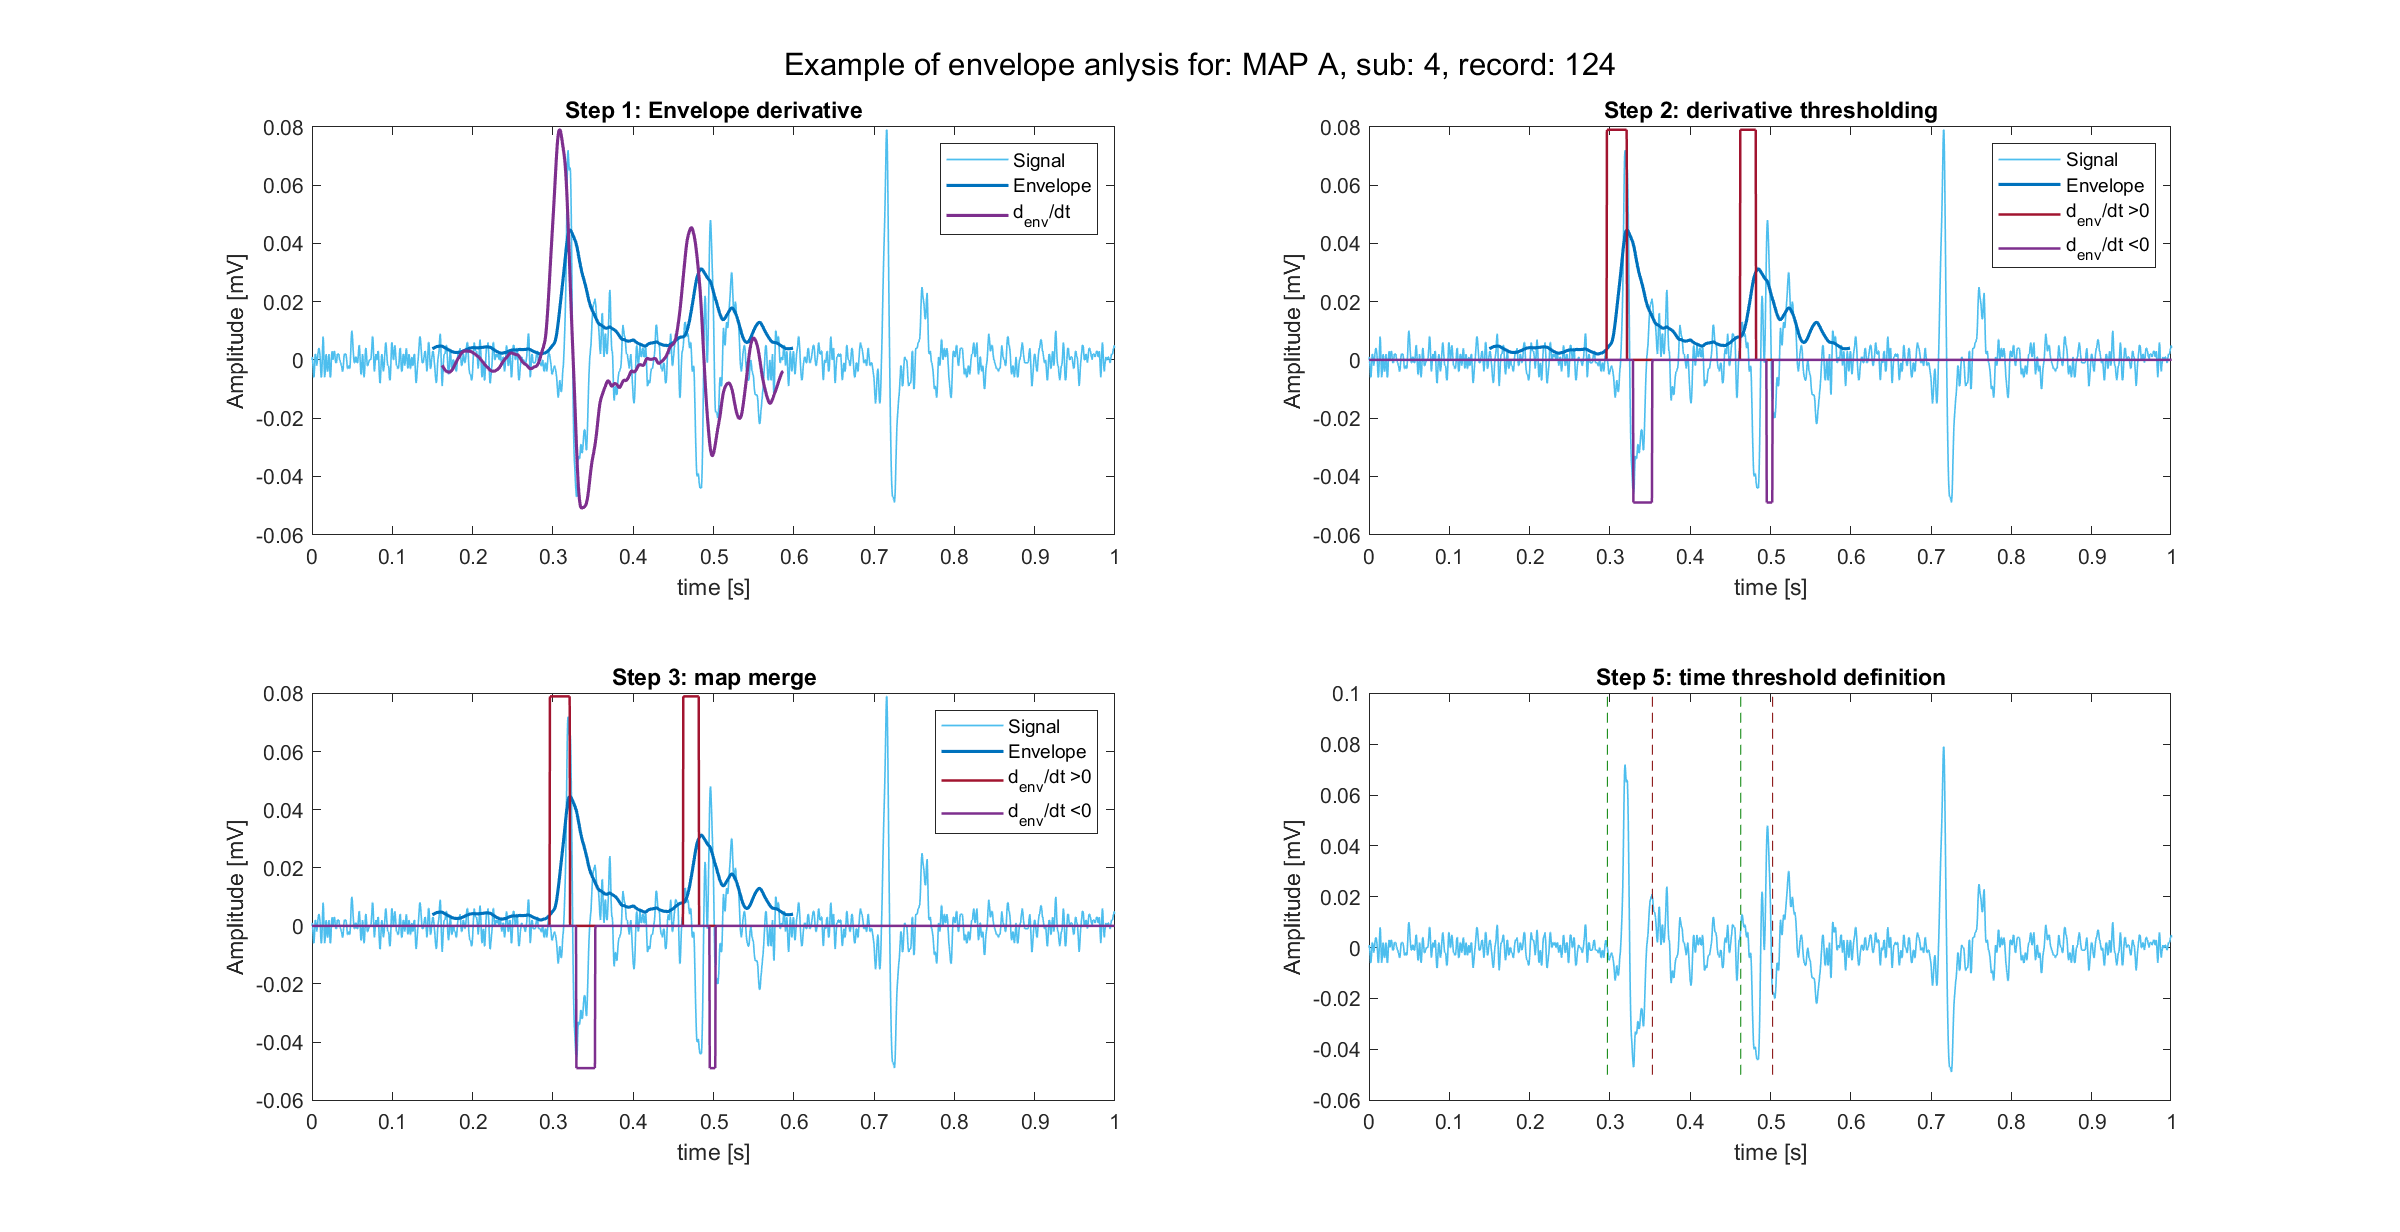 Example of envelope anlysis for: MAP A, sub: 4, record: 124
Step 1: Envelope derivative
0.08
0.06
0.04
0.02
0
-0.02
-0.04
-0.06
Amplitude [mV]
0 0.1 0.2 0.3 0.4 0.5 0.6 0.7 0.8 0.9 1
time [s]
Signal
Envelope
d_env/dt
Step 2: derivative thresholding
0.08
0.06
0.04
0.02
0
-0.02
-0.04
-0.06
Amplitude [mV]
0 0.1 0.2 0.3 0.4 0.5 0.6 0.7 0.8 0.9 1
time [s]
Signal
Envelope
d_env/dt >0
d_env/dt <0
Step 3: map merge
0.08
0.06
0.04
0.02
0
-0.02
-0.04
-0.06
Amplitude [mV]
0 0.1 0.2 0.3 0.4 0.5 0.6 0.7 0.8 0.9 1
time [s]
Signal
Envelope
d_env/dt >0
d_env/dt <0
Step 5: time threshold definition
0.1
0.08
0.06
0.04
0.02
0
-0.02
-0.04
-0.06
Amplitude [mV]
0 0.1 0.2 0.3 0.4 0.5 0.6 0.7 0.8 0.9 1
time [s]